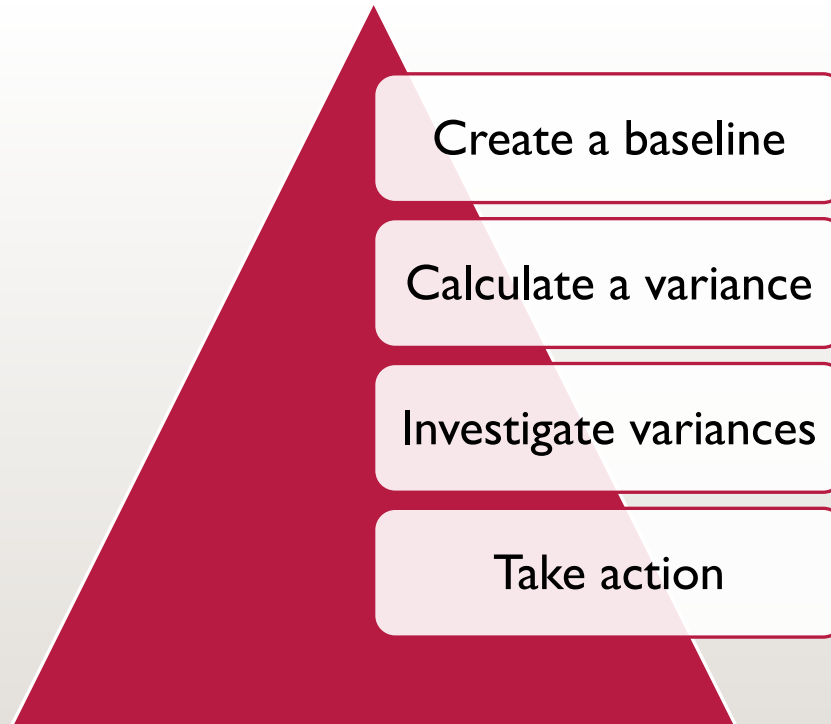 Create a baseline
Calculate a variance
Investigate variances
Take action